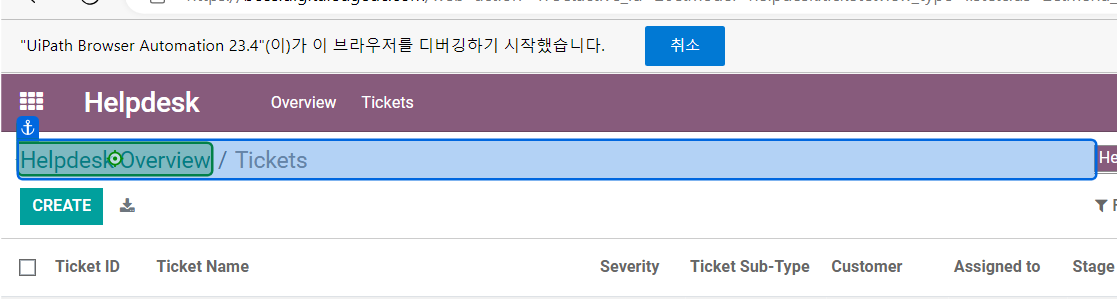 "UiPath Browser Automation 23.4"(이)가 이 브라우저를 디버깅하기 시작했습니다. 취소
Helpdesk Overview Tickets
Helpdesk Overview / Tickets
CREATE
Ticket ID Ticket Name Severity Ticket Sub-Type Customer Assigned to Stage